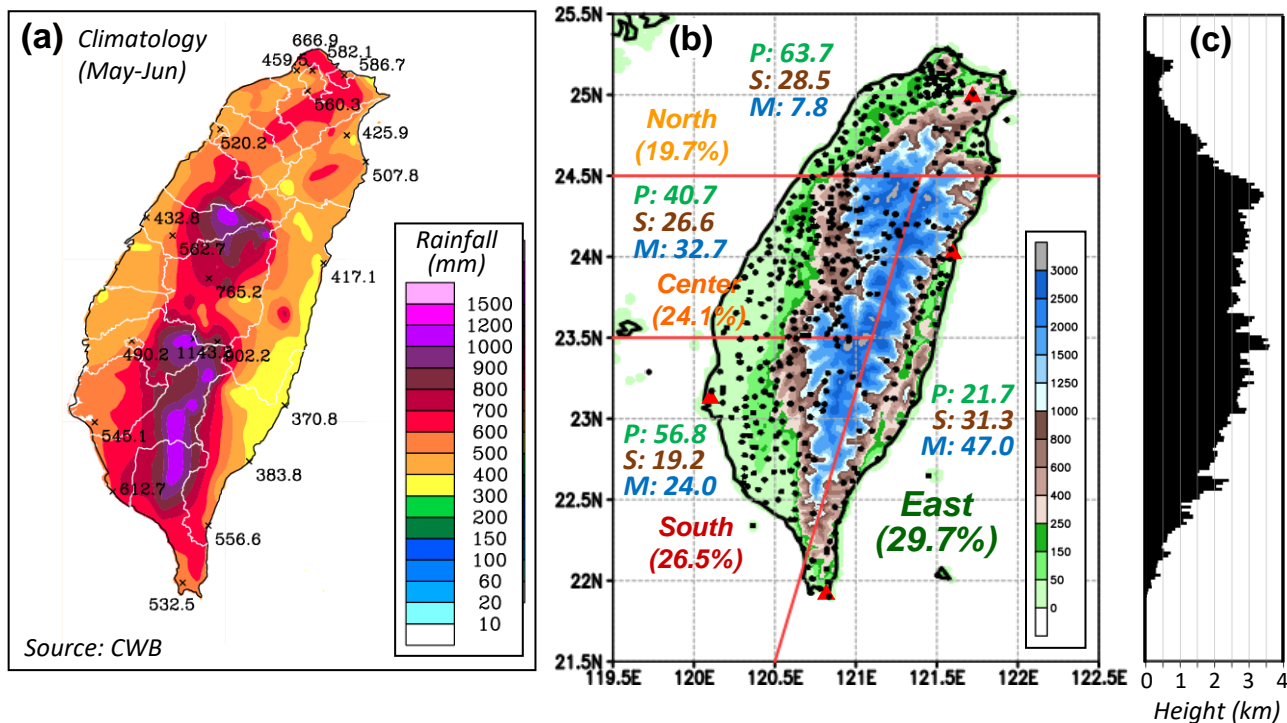 (a)
Climatology
(May-Jun)
666.9
459.5
582.1
586.7
560.3
425.9
520.2
507.8
432.8
562.7
417.1
765.2
490.2
902.2
370.8
545.1
383.8
612.7
556.6
532.5
Rainfall
(mm)
1500
1200
1000
900
800
700
600
500
400
300
200
150
100
60
20
10
Source: CWB
(b)
25.5N
25N
24.5N
24N
23.5N
23N
22.5N
22N
21.5N
119.5E
120E
120.5E
121E
121.5E
122E
122.5E
P: 63.7
S: 28.5
M: 7.8
North
(19.7%)
P: 40.7
S: 26.6
M: 32.7
Center
(24.1%)
P: 21.7
S: 31.3
M: 47.0
P: 56.8
S: 19.2
M: 24.0
East
(29.7%)
South
(26.5%)
3000
2500
2000
1500
1250
1000
800
600
400
250
150
50
0
(c)
0 1 2 3 4
Height (km)